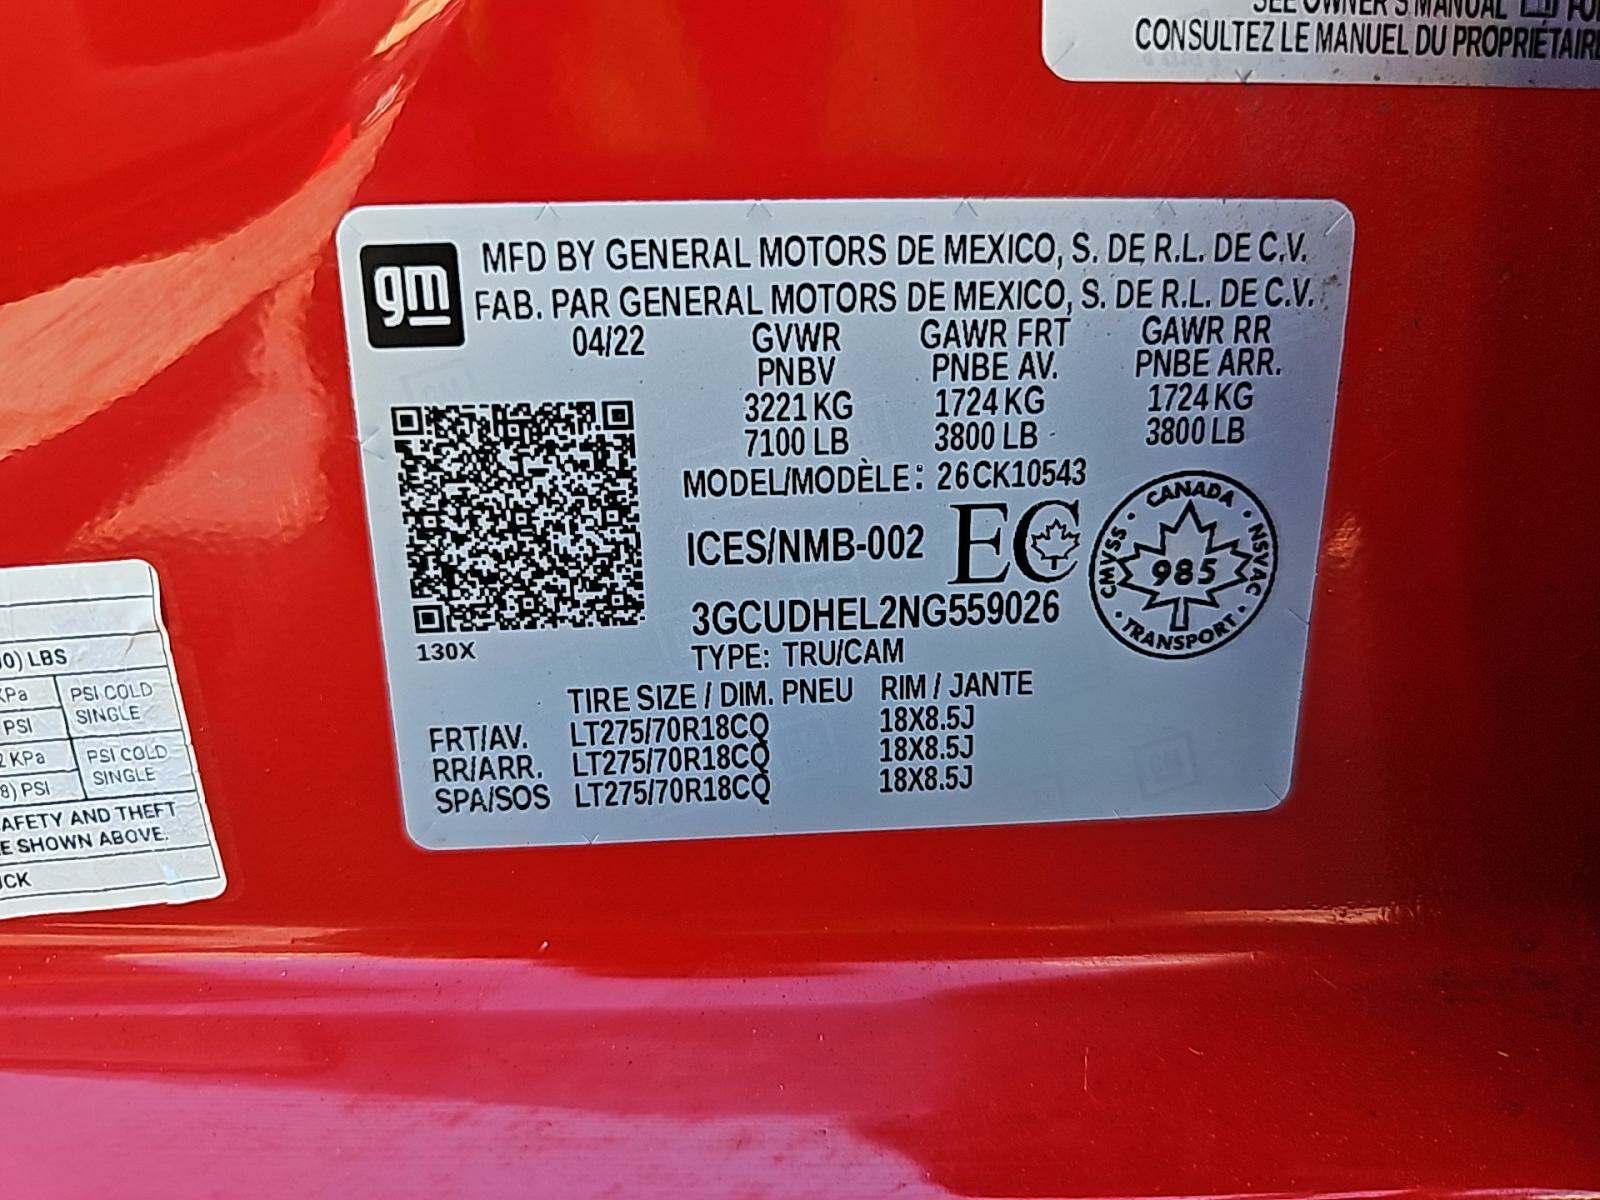 SEE OWNER'S MANUAL
CONSULTEZ LE MANUEL DU PROPRIÉTAIRE
gm
MFD BY GENERAL MOTORS DE MEXICO, S. DE R.L. DE C.V.
FAB. PAR GENERAL MOTORS DE MEXICO, S. DE R.L. DE C.V.
04/22 GVWR GAWR FRT GAWR RR
PNBV PNBE AV. PNBE ARR.
3221 KG 1724 KG 1724 KG
7100 LB 3800 LB 3800 LB
MODEL/MODÈLE: 26CK10543
ICES/NMB-002 EC
CANADA
CMVSS 985 NSVAC
TRANSPORT
3GCUDHEL2NG559026
130X
TYPE: TRU/CAM
TIRE SIZE / DIM. PNEU RIM / JANTE
FRT/AV. LT275/70R18CQ 18X8.5J
RR/ARR. LT275/70R18CQ 18X8.5J
SPA/SOS LT275/70R18CQ 18X8.5J
0) LBS
KPa PSI COLD
PSI SINGLE
2 KPa PSI COLD
8) PSI SINGLE
AFETY AND THEFT
E SHOWN ABOVE.
JCK